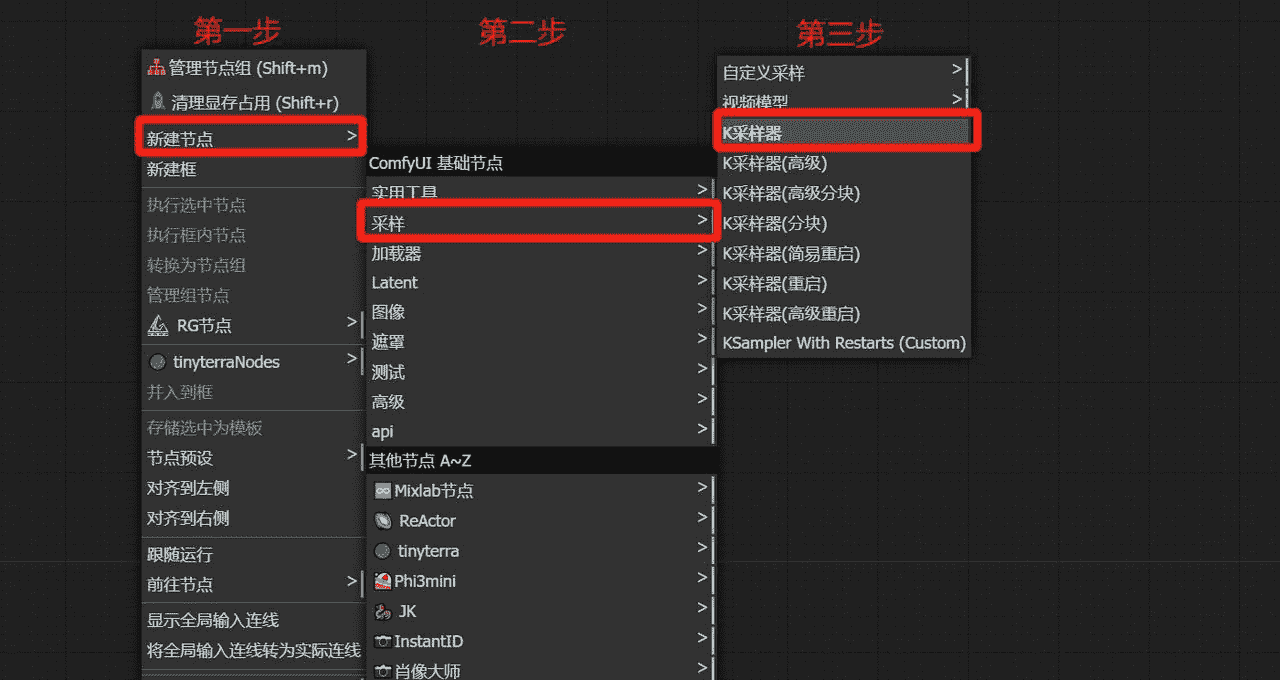 第一步
第二步
第三步
管理节点组 (Shift+m)
清理显存占用 (Shift+r)
新建节点
新建框
执行选中节点
执行框内节点
转换为节点组
管理组节点
RG节点
tinyterraNodes
并入到框
存储选中为模板
节点预设
对齐到左侧
对齐到右侧
跟随运行
前往节点
显示全局输入连线
将全局输入连线转为实际连线
ComfyUI 基础节点
实用工具
采样
加载器
Latent
图像
遮罩
测试
高级
api
其他节点 A~Z
Mixlab节点
ReActor
tinyterra
Phi3mini
JK
InstantID
肖像大师
自定义采样
视频模型
K采样器
K采样器(高级)
K采样器(高级分块)
K采样器(分块)
K采样器(简易重启)
K采样器(重启)
K采样器(高级重启)
KSampler With Restarts (Custom)